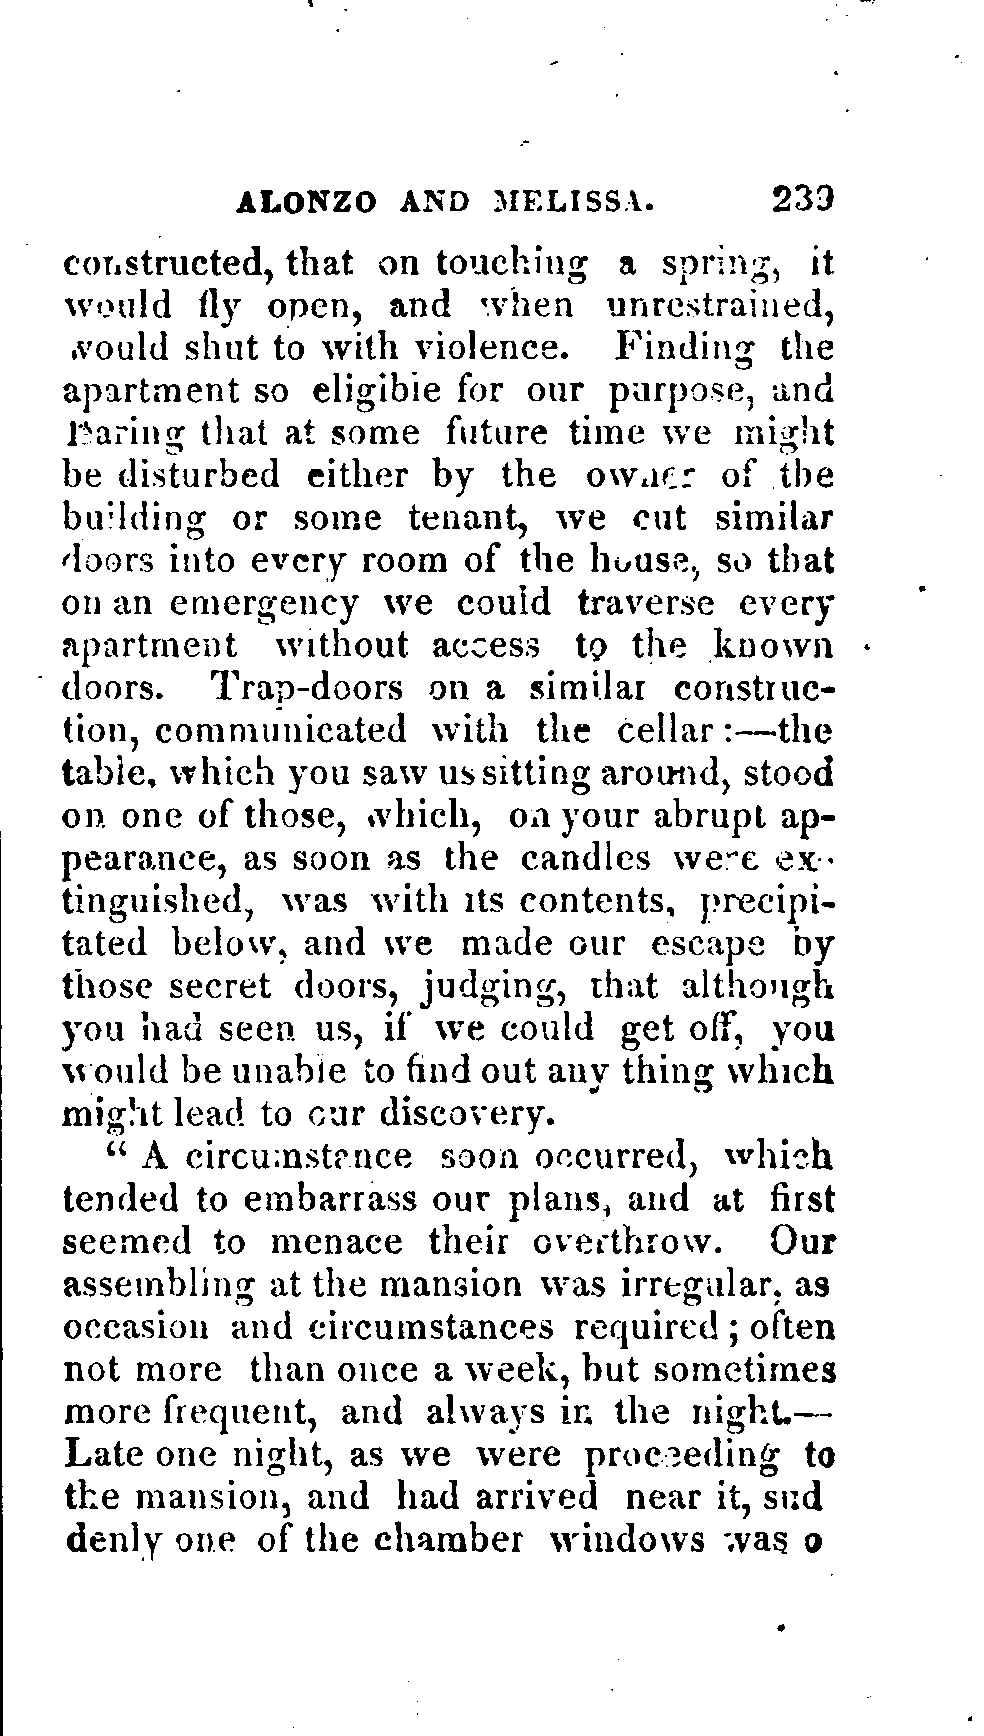 ALONZO AND MELISSA. 239
constructed, that on touching a spring, it
would fly open, and when unrestrained,
would shut to with violence. Finding the
apartment so eligible for our purpose, and
fearing that at some future time we might
be disturbed either by the owner of the
building or some tenant, we cut similar
doors into every room of the house, so that
on an emergency we could traverse every
apartment without access to the known
doors. Trap-doors on a similar construc-
tion, communicated with the cellar:—the
table, which you saw us sitting around, stood
on one of those, which, on your abrupt ap-
pearance, as soon as the candles were ex-
tinguished, was with its contents, precipi-
tated below, and we made our escape by
those secret doors, judging, that although
you had seen us, if we could get off, you
would be unable to find out any thing which
might lead to our discovery.
“ A circumstance soon occurred, which
tended to embarrass our plans, and at first
seemed to menace their overthrow. Our
assembling at the mansion was irregular, as
occasion and circumstances required; often
not more than once a week, but sometimes
more frequent, and always in the night.—
Late one night, as we were proceeding to
the mansion, and had arrived near it, sud
denly one of the chamber windows was o